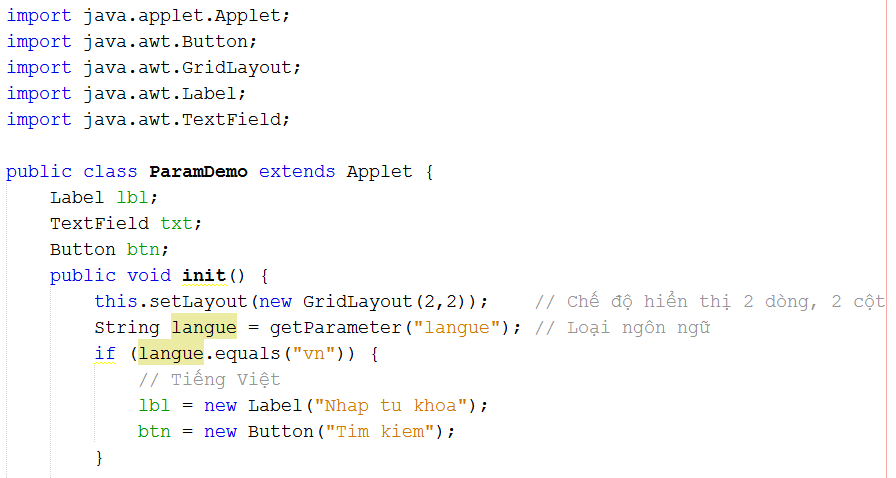 import java.applet.Applet;
import java.awt.Button;
import java.awt.GridLayout;
import java.awt.Label;
import java.awt.TextField;
public class ParamDemo extends Applet {
Label lbl;
TextField txt;
Button btn;
public void init() {
this.setLayout(new GridLayout(2,2)); // Chế độ hiển thị 2 dòng, 2 cột
String langue = getParameter("langue"); // Loại ngôn ngữ
if (langue.equals("vn")) {
// Tiếng Việt
lbl = new Label("Nhap tu khoa");
btn = new Button("Tim kiem");
}